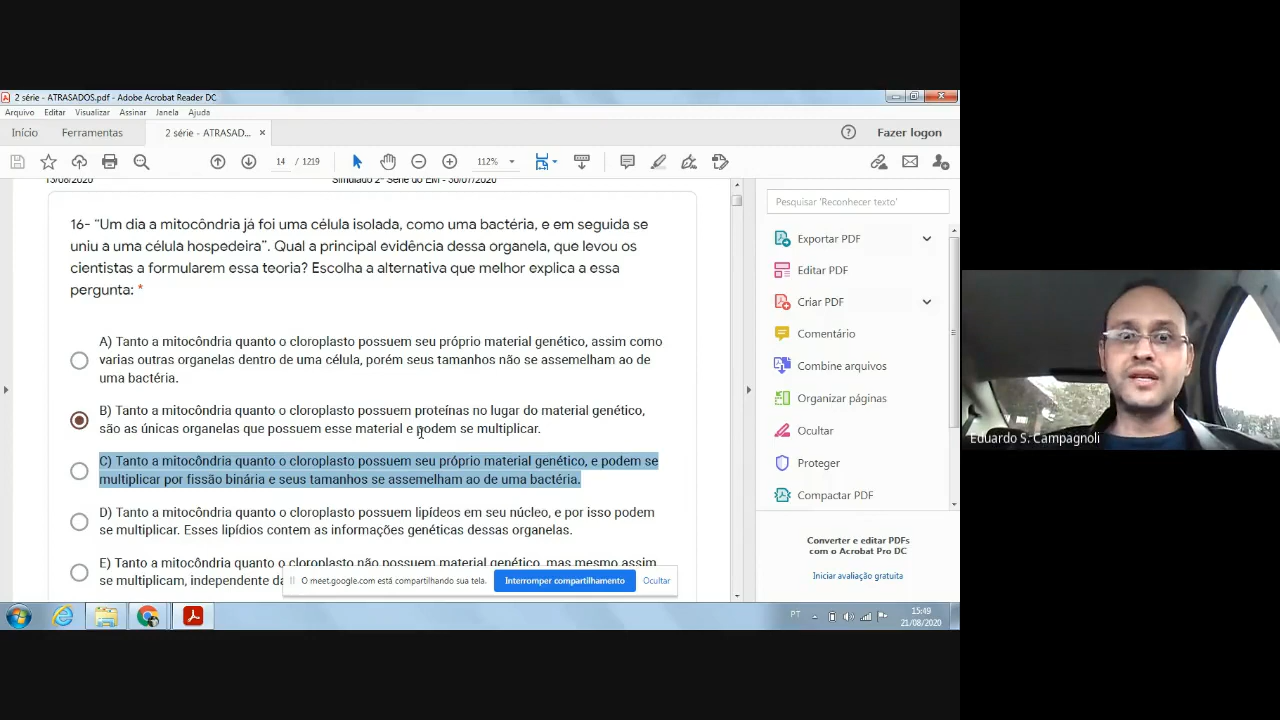 2 série - ATRASADOS.pdf - Adobe Acrobat Reader DC
Arquivo Editar Visualizar Assinar Janela Ajuda
Início Ferramentas 2 série - ATRASAD... × Fazer logon
14 / 1219 112%
13/08/2020 Simulado 2ª Série do EM - 30/07/2020
16- "Um dia a mitocôndria já foi uma célula isolada, como uma bactéria, e em seguida se
uniu a uma célula hospedeira". Qual a principal evidência dessa organela, que levou os
cientistas a formularem essa teoria? Escolha a alternativa que melhor explica a essa
pergunta: *
A) Tanto a mitocôndria quanto o cloroplasto possuem seu próprio material genético, assim como
varias outras organelas dentro de uma célula, porém seus tamanhos não se assemelham ao de
uma bactéria.
B) Tanto a mitocôndria quanto o cloroplasto possuem proteínas no lugar do material genético,
são as únicas organelas que possuem esse material e podem se multiplicar.
C) Tanto a mitocôndria quanto o cloroplasto possuem seu próprio material genético, e podem se
multiplicar por fissão binária e seus tamanhos se assemelham ao de uma bactéria.
D) Tanto a mitocôndria quanto o cloroplasto possuem lipídeos em seu núcleo, e por isso podem
se multiplicar. Esses lipídios contem as informações genéticas dessas organelas.
E) Tanto a mitocôndria quanto o cloroplasto não possuem material genético, mas mesmo assim
se multiplicam, independente da
O meet.google.com está compartilhando sua tela. Interromper compartilhamento Ocultar
Pesquisar 'Reconhecer texto'
Exportar PDF
Editar PDF
Criar PDF
Comentário
Combine arquivos
Organizar páginas
Ocultar
Proteger
Compactar PDF
Converter e editar PDFs
com o Acrobat Pro DC
Iniciar avaliação gratuita
PT 15:49
21/08/2020
Eduardo S. Campagnoli